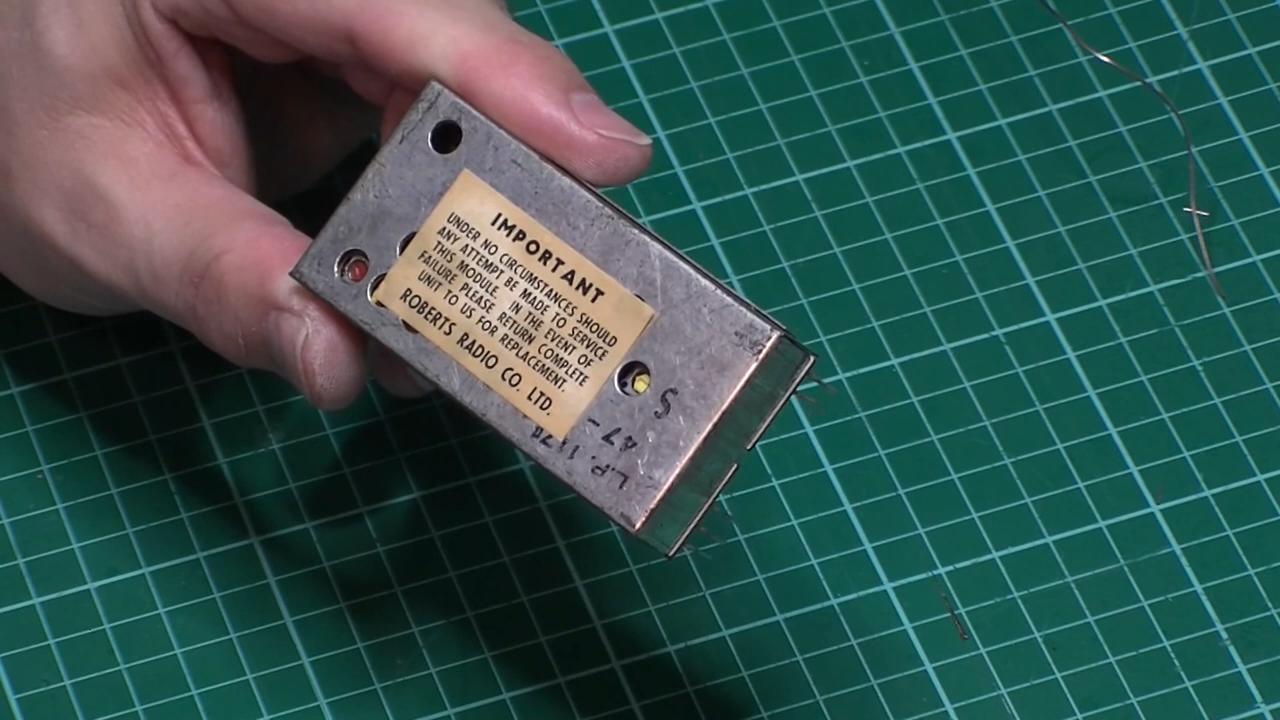 IMPORTANT
UNDER NO CIRCUMSTANCES SHOULD
ANY ATTEMPT BE MADE TO SERVICE
THIS MODULE. IN THE EVENT OF
FAILURE PLEASE RETURN COMPLETE
UNIT TO US FOR REPLACEMENT.
ROBERTS RADIO CO. LTD.
S
47-
L.P.